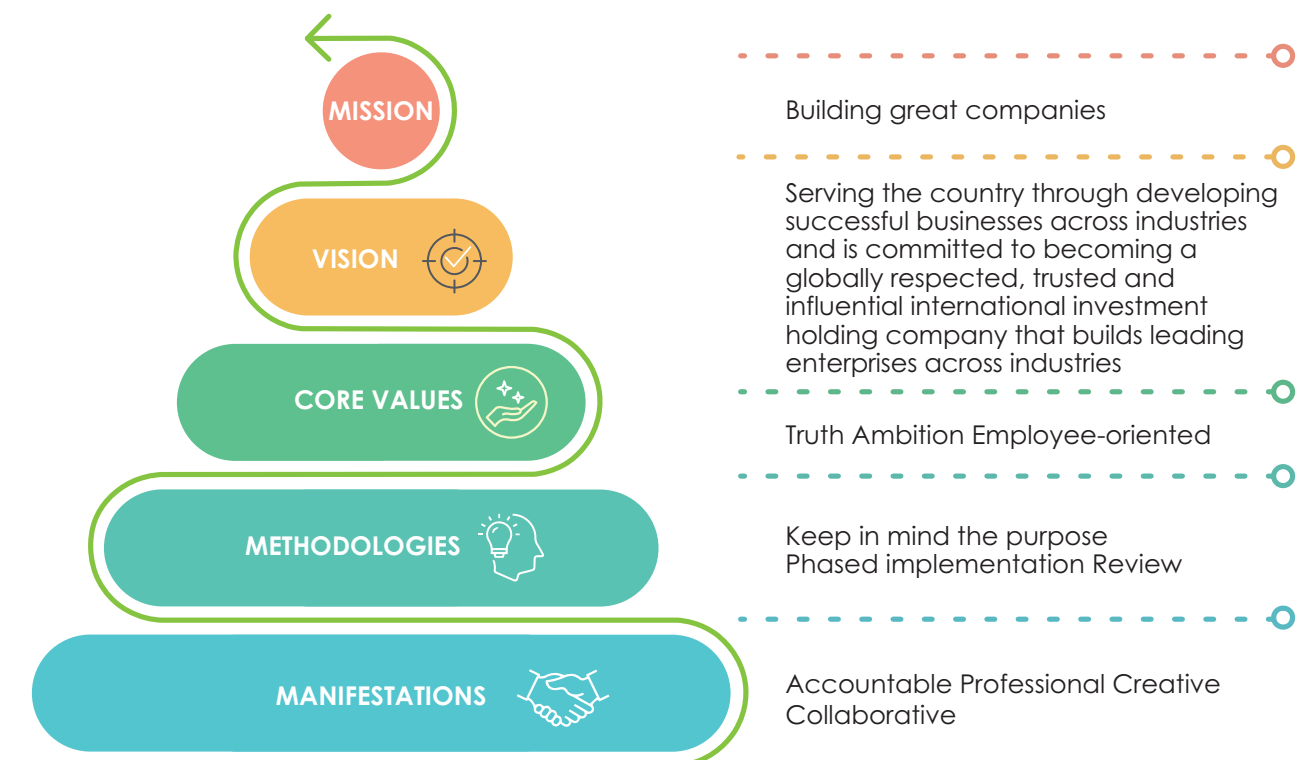 MISSION
Building great companies
VISION
Serving the country through developing
successful businesses across industries
and is committed to becoming a
globally respected, trusted and
influential international investment
holding company that builds leading
enterprises across industries
CORE VALUES
Truth Ambition Employee-oriented
METHODOLOGIES
Keep in mind the purpose
Phased implementation Review
MANIFESTATIONS
Accountable Professional Creative
Collaborative